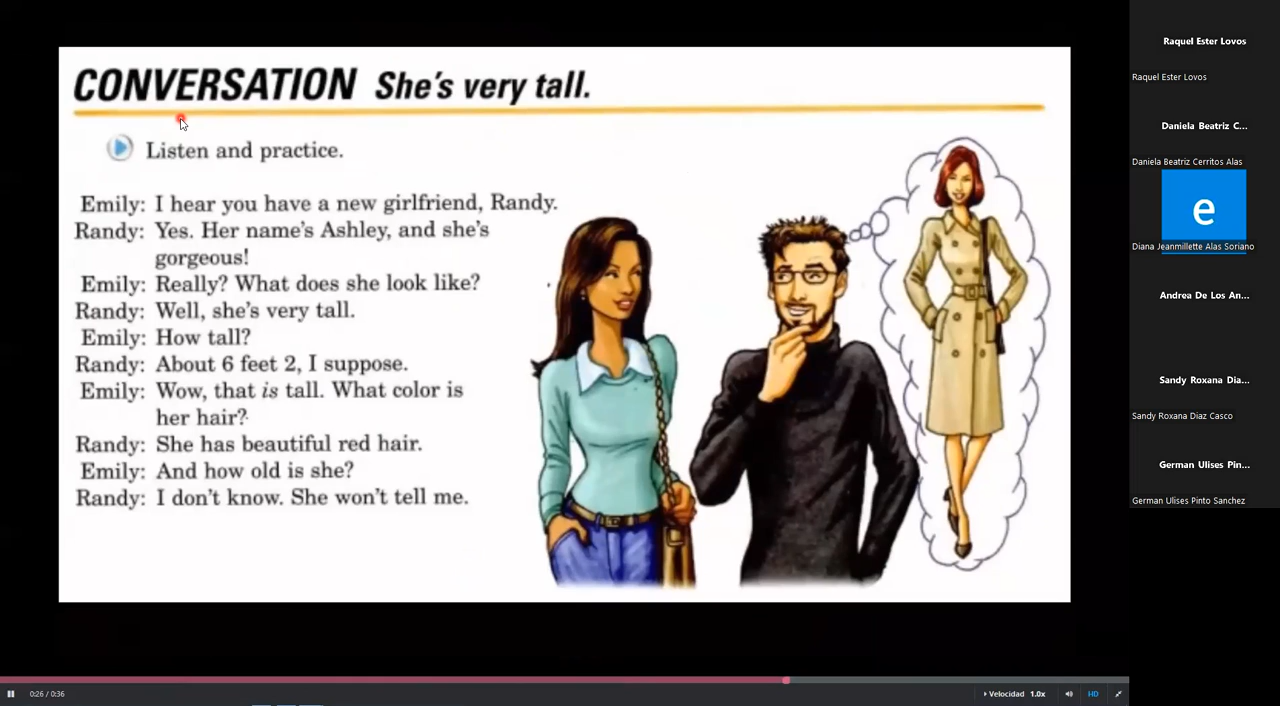 CONVERSATION She's very tall.
Listen and practice.
Emily: I hear you have a new girlfriend, Randy.
Randy: Yes. Her name's Ashley, and she's
gorgeous!
Emily: Really? What does she look like?
Randy: Well, she's very tall.
Emily: How tall?
Randy: About 6 feet 2, I suppose.
Emily: Wow, that is tall. What color is
her hair?
Randy: She has beautiful red hair.
Emily: And how old is she?
Randy: I don't know. She won't tell me.
Raquel Ester Lovos
Raquel Ester Lovos
Daniela Beatriz C...
Daniela Beatriz Cerritos Alas
e
Diana Jeanmillette Alas Soriano
Andrea De Los An...
Sandy Roxana Dia...
Sandy Roxana Diaz Casco
German Ulises Pin...
German Ulises Pinto Sanchez
0:26 / 0:36
Velocidad 1.0x
HD